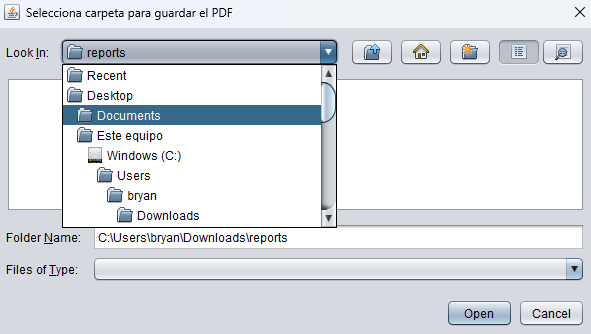 Selecciona carpeta para guardar el PDF
Look In: reports
Recent
Desktop
Documents
Este equipo
Windows (C:)
Users
bryan
Downloads
Folder Name: C:\Users\bryan\Downloads\reports
Files of Type:
Open Cancel